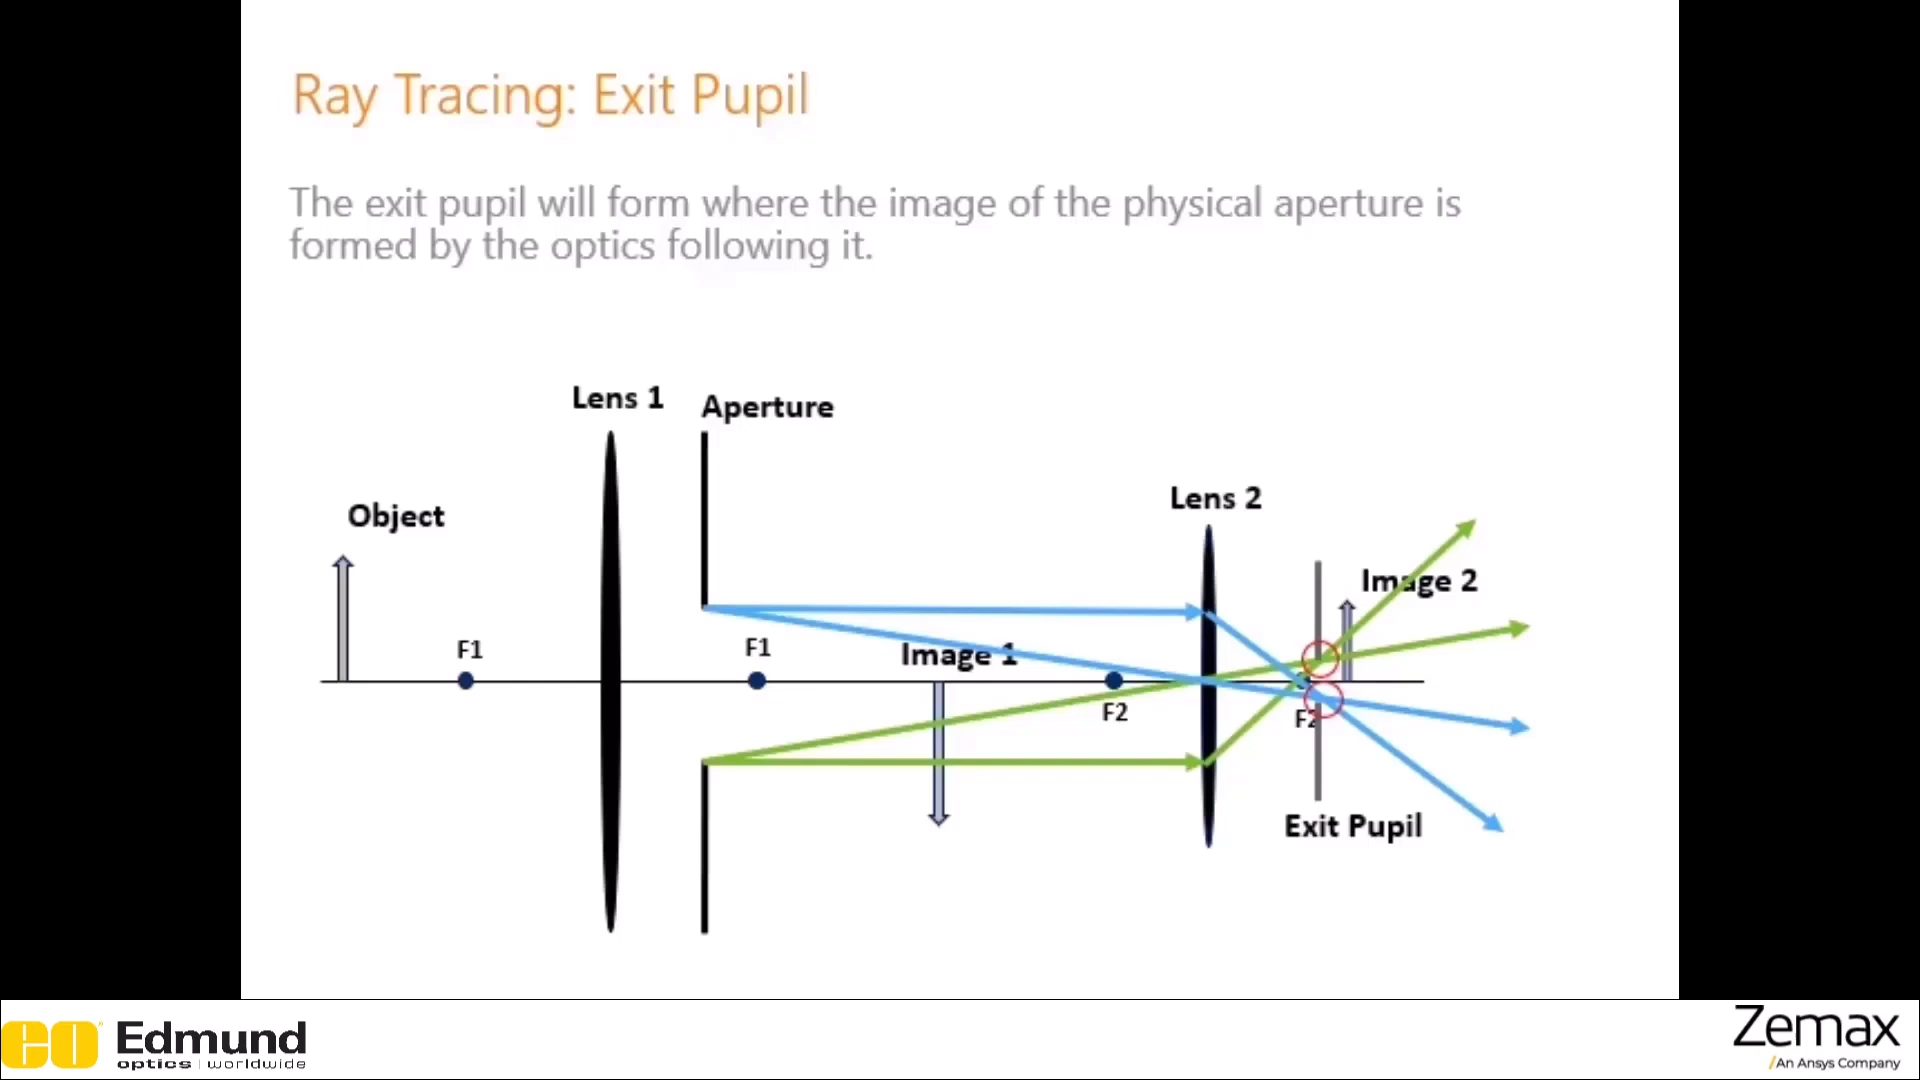 Ray Tracing: Exit Pupil
The exit pupil will form where the image of the physical aperture is
formed by the optics following it.
Lens 1
Aperture
Lens 2
Object
Image 2
F1
F1
Image 1
F2
F2
Exit Pupil
EO
Edmund
optics | worldwide
Zemax
An Ansys Company